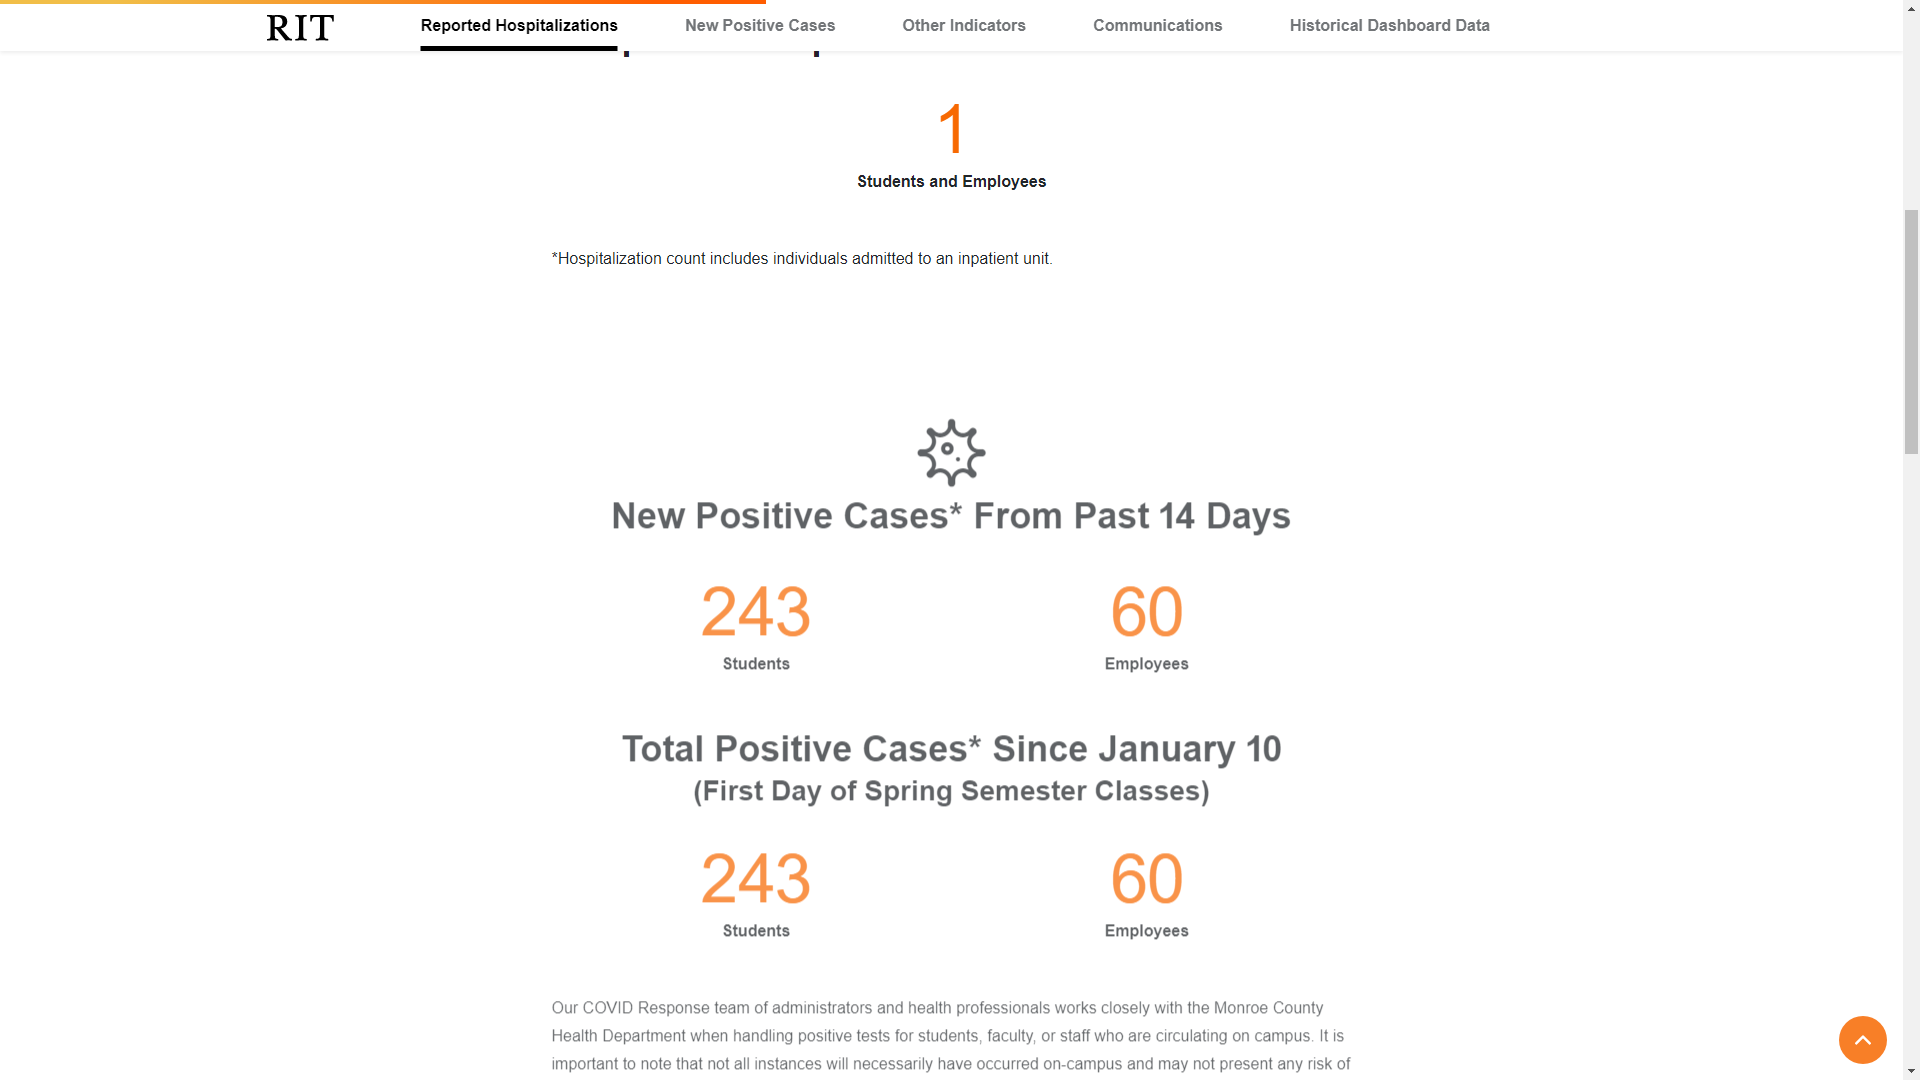 RIT
Reported Hospitalizations
New Positive Cases
Other Indicators
Communications
Historical Dashboard Data
1
Students and Employees
*Hospitalization count includes individuals admitted to an inpatient unit.
New Positive Cases* From Past 14 Days
243
60
Students
Employees
Total Positive Cases* Since January 10
(First Day of Spring Semester Classes)
243
60
Students
Employees
Our COVID Response team of administrators and health professionals works closely with the Monroe County
Health Department when handling positive tests for students, faculty, or staff who are circulating on campus. It is
important to note that not all instances will necessarily have occurred on-campus and may not present any risk of